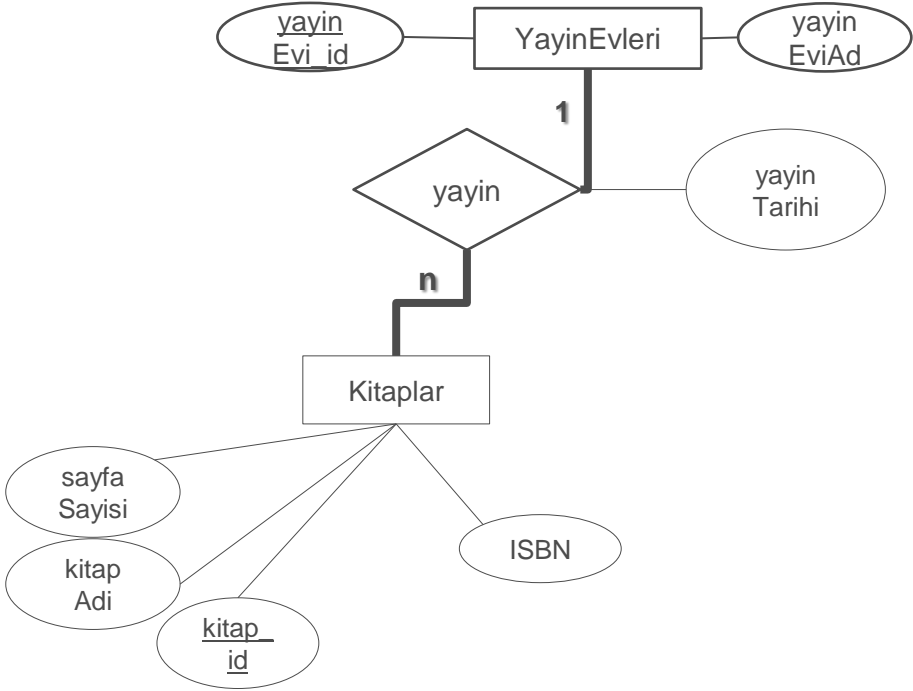 yayin
Evi_id
YayinEvleri
yayin
EviAd
1
yayin
yayin
Tarihi
n
Kitaplar
sayfa
Sayisi
kitap
Adi
kitap_
id
ISBN